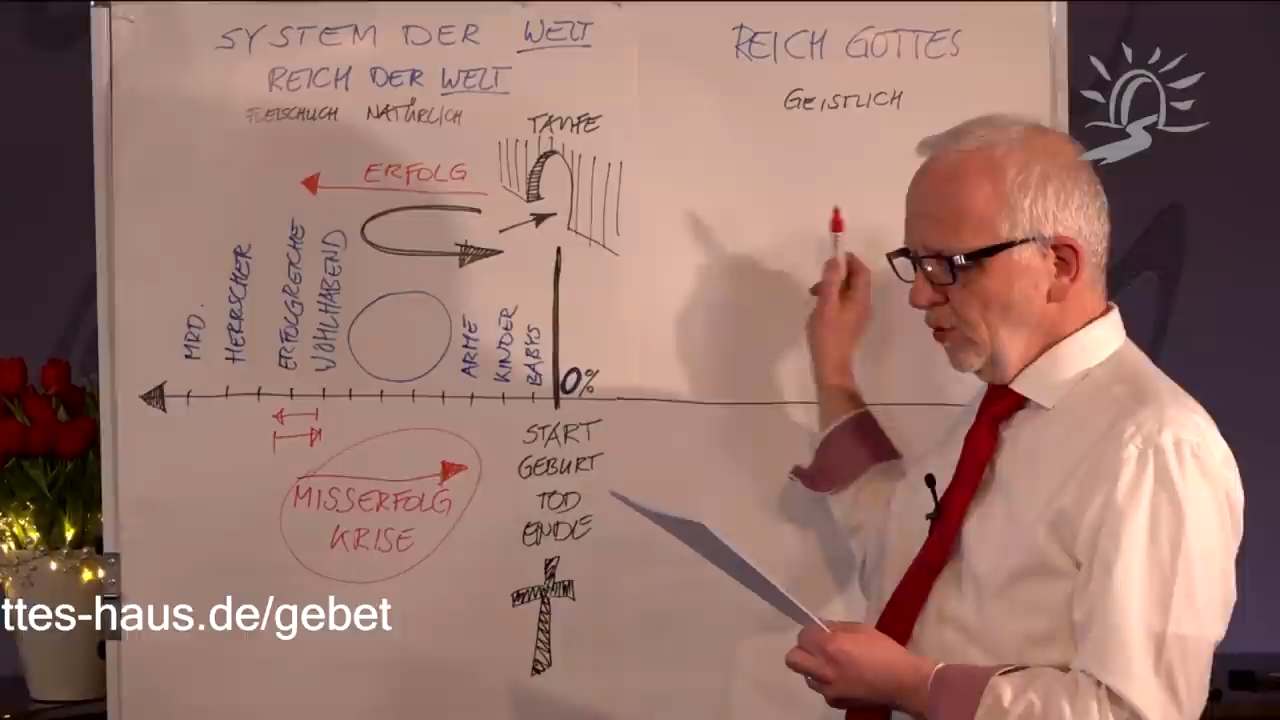 SYSTEM DER WELT
REICH DER WELT
FLEISCHLICH NATÜRLICH
REICH GOTTES
GEISTLICH
TAUFE
ERFOLG
MRD.
HERRSCHER
ERFOLGREICHE
WOHLHABEND
ARME
KINDER
BABYS
0%
START
GEBURT
TOD
ENDE
MISSERFOLG
KRISE
ttes-haus.de/gebet